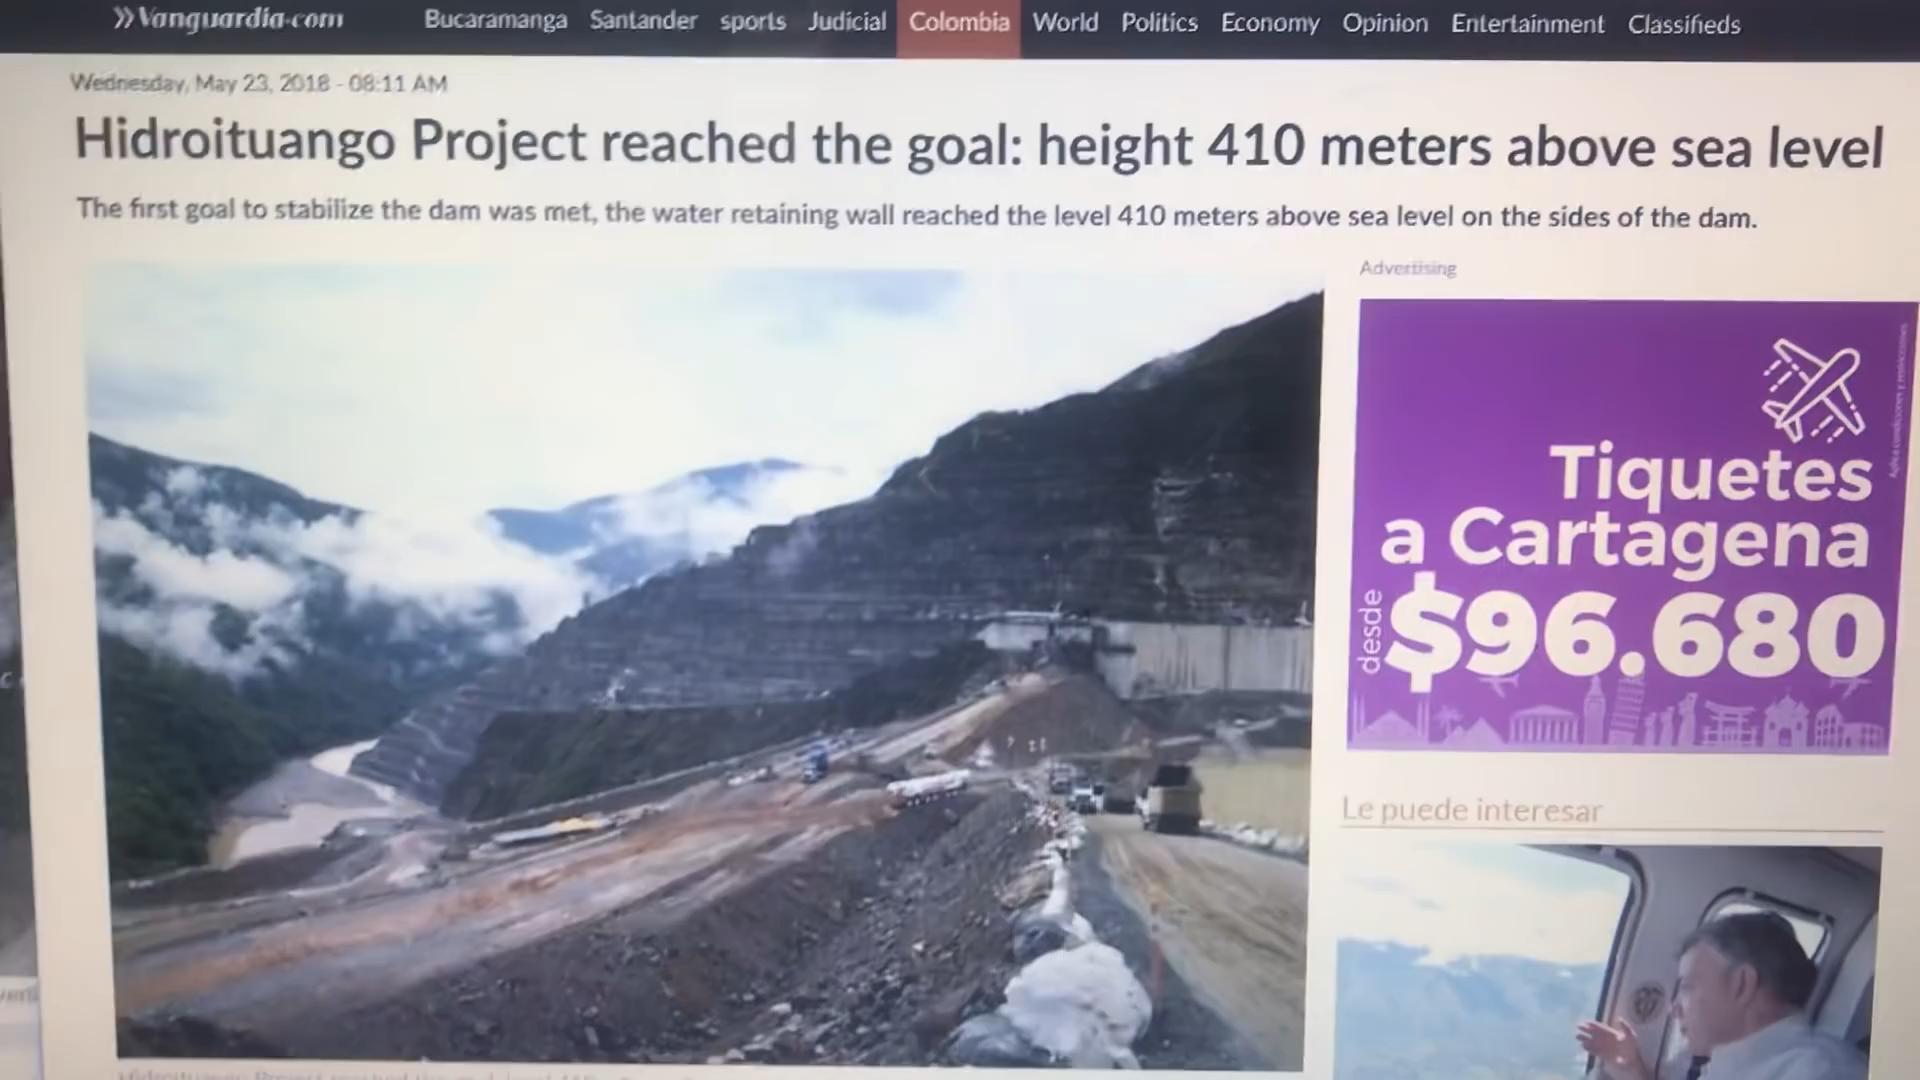 »Vanguardia.com Bucaramanga Santander sports Judicial Colombia World Politics Economy Opinion Entertainment Classifieds
Wednesday, May 23, 2018 - 08:11 AM
Hidroituango Project reached the goal: height 410 meters above sea level
The first goal to stabilize the dam was met, the water retaining wall reached the level 410 meters above sea level on the sides of the dam.
Advertising
Tiquetes
a Cartagena
desde $96.680
Le puede interesar